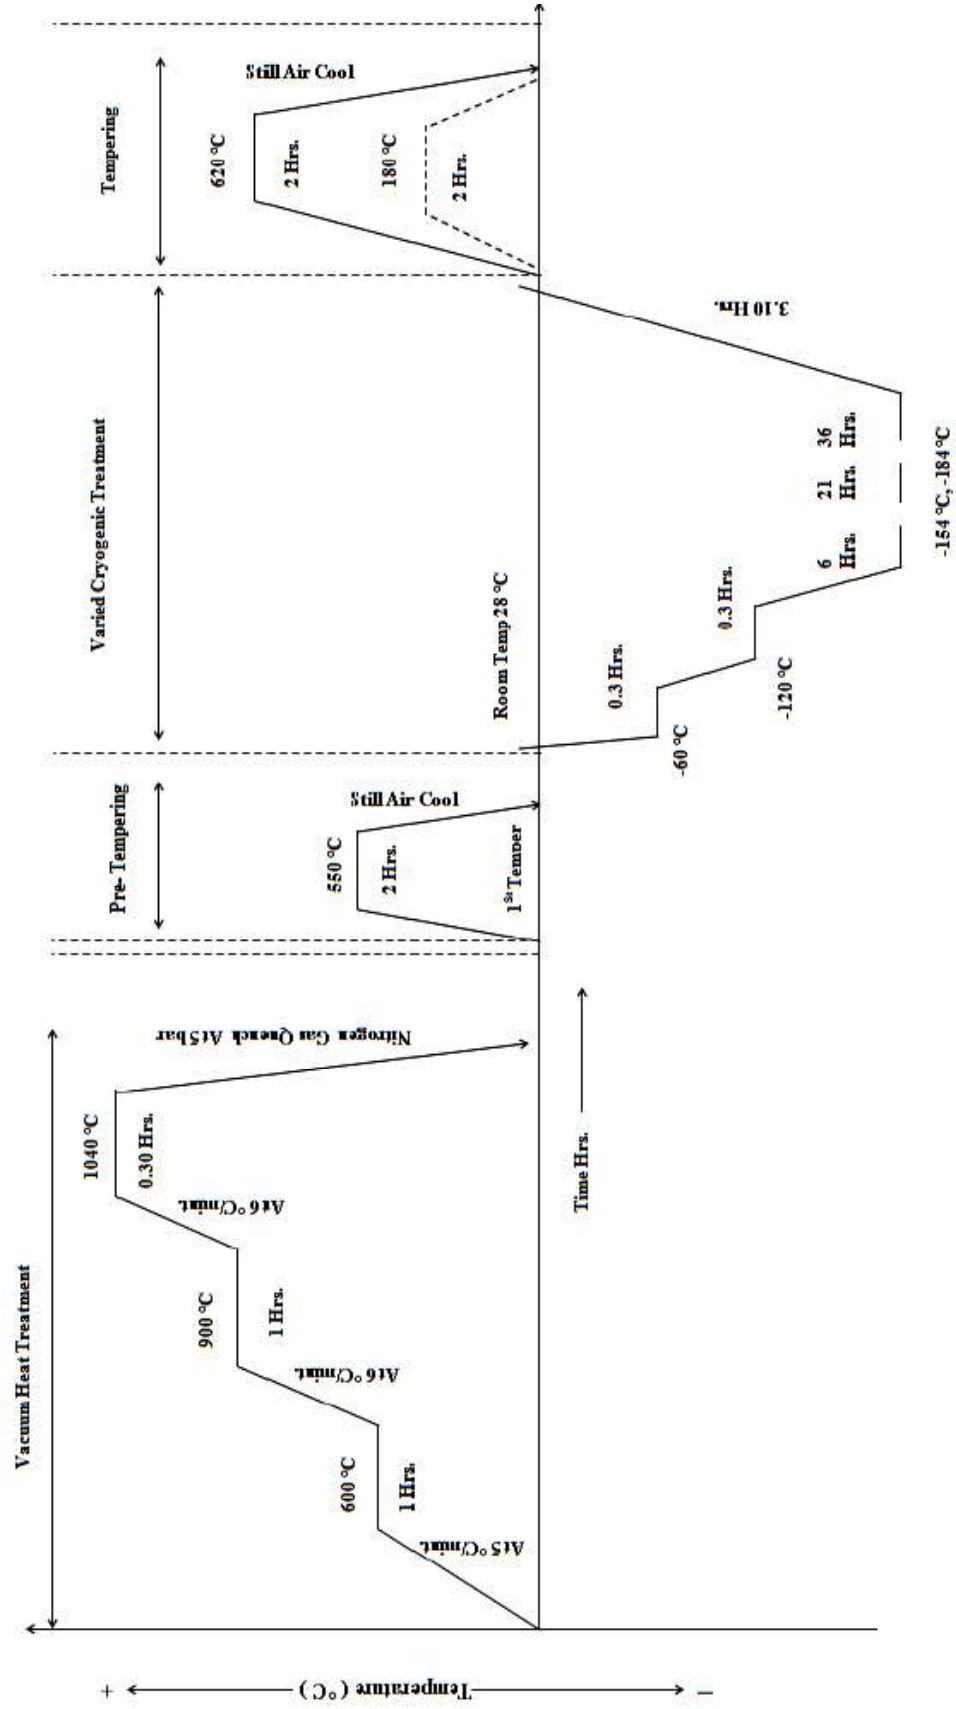 Vacuum Heat Treatment
Pre- Tempering
Varied Cryogenic Treatment
Tempering
+
Temperature ( °C )
–
At 5 °C/mint.
600 °C
1 Hrs.
At 6 °C/mint.
900 °C
1 Hrs.
At 6 °C/mint.
1040 °C
0.30 Hrs.
Nitrogen Gas Quench At 5 bar
Time Hrs.
550 °C
2 Hrs.
1St Temper
Still Air Cool
Room Temp 28 °C
-60 °C
0.3 Hrs.
-120 °C
0.3 Hrs.
6
Hrs.
21
Hrs.
36
Hrs.
-154 °C, -184 °C
3.10 Hrs.
620 °C
2 Hrs.
180 °C
2 Hrs.
Still Air Cool